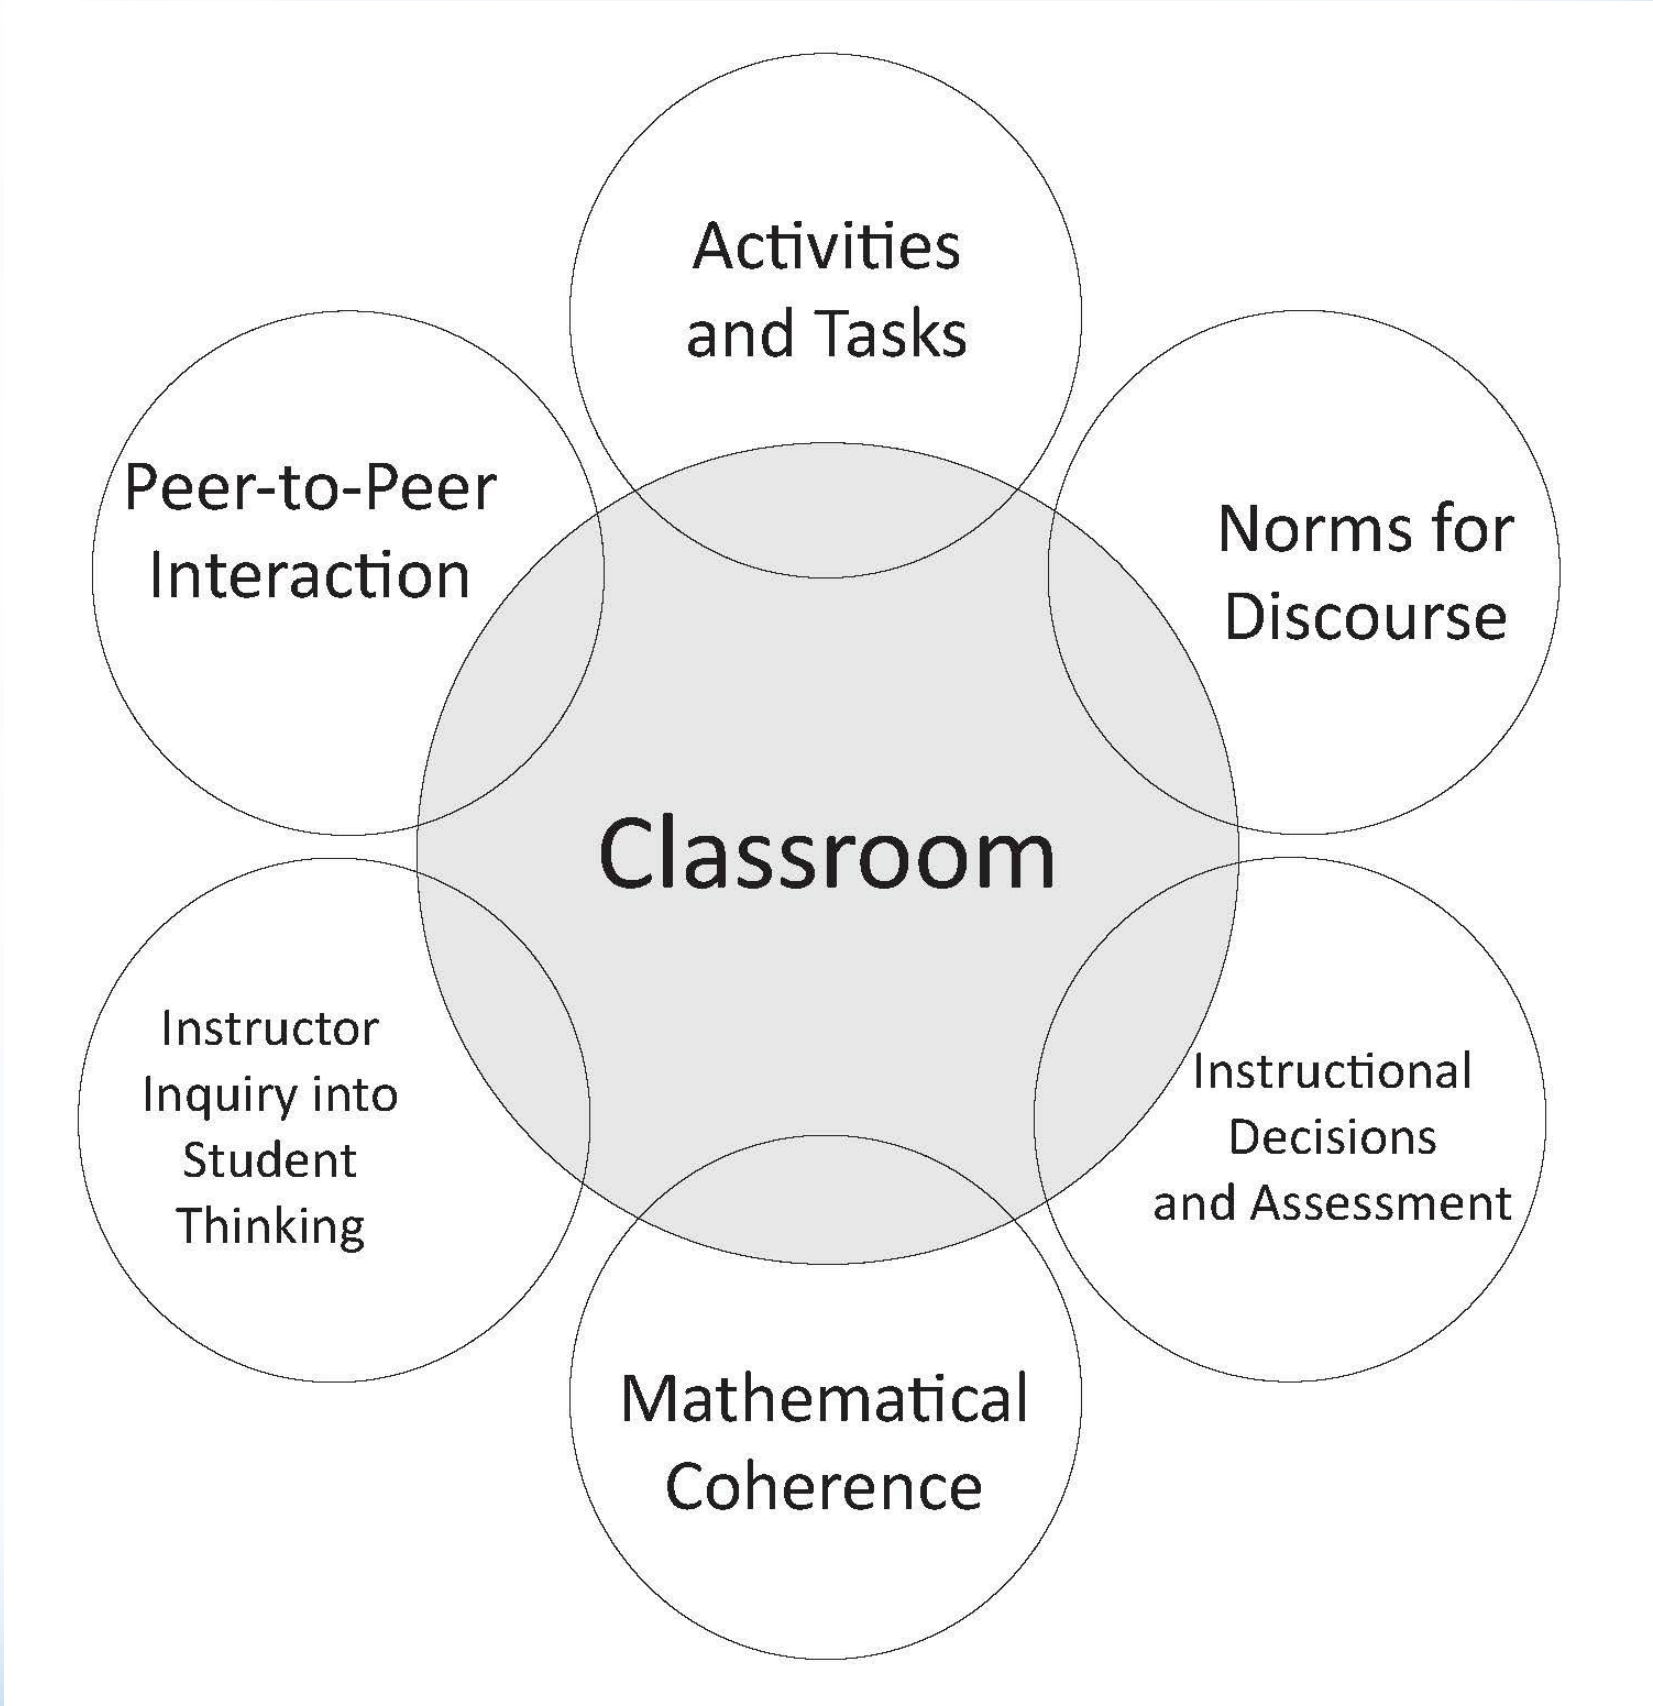 Activities
and Tasks
Peer-to-Peer
Interaction
Norms for
Discourse
Classroom
Instructor
Inquiry into
Student
Thinking
Instructional
Decisions
and Assessment
Mathematical
Coherence